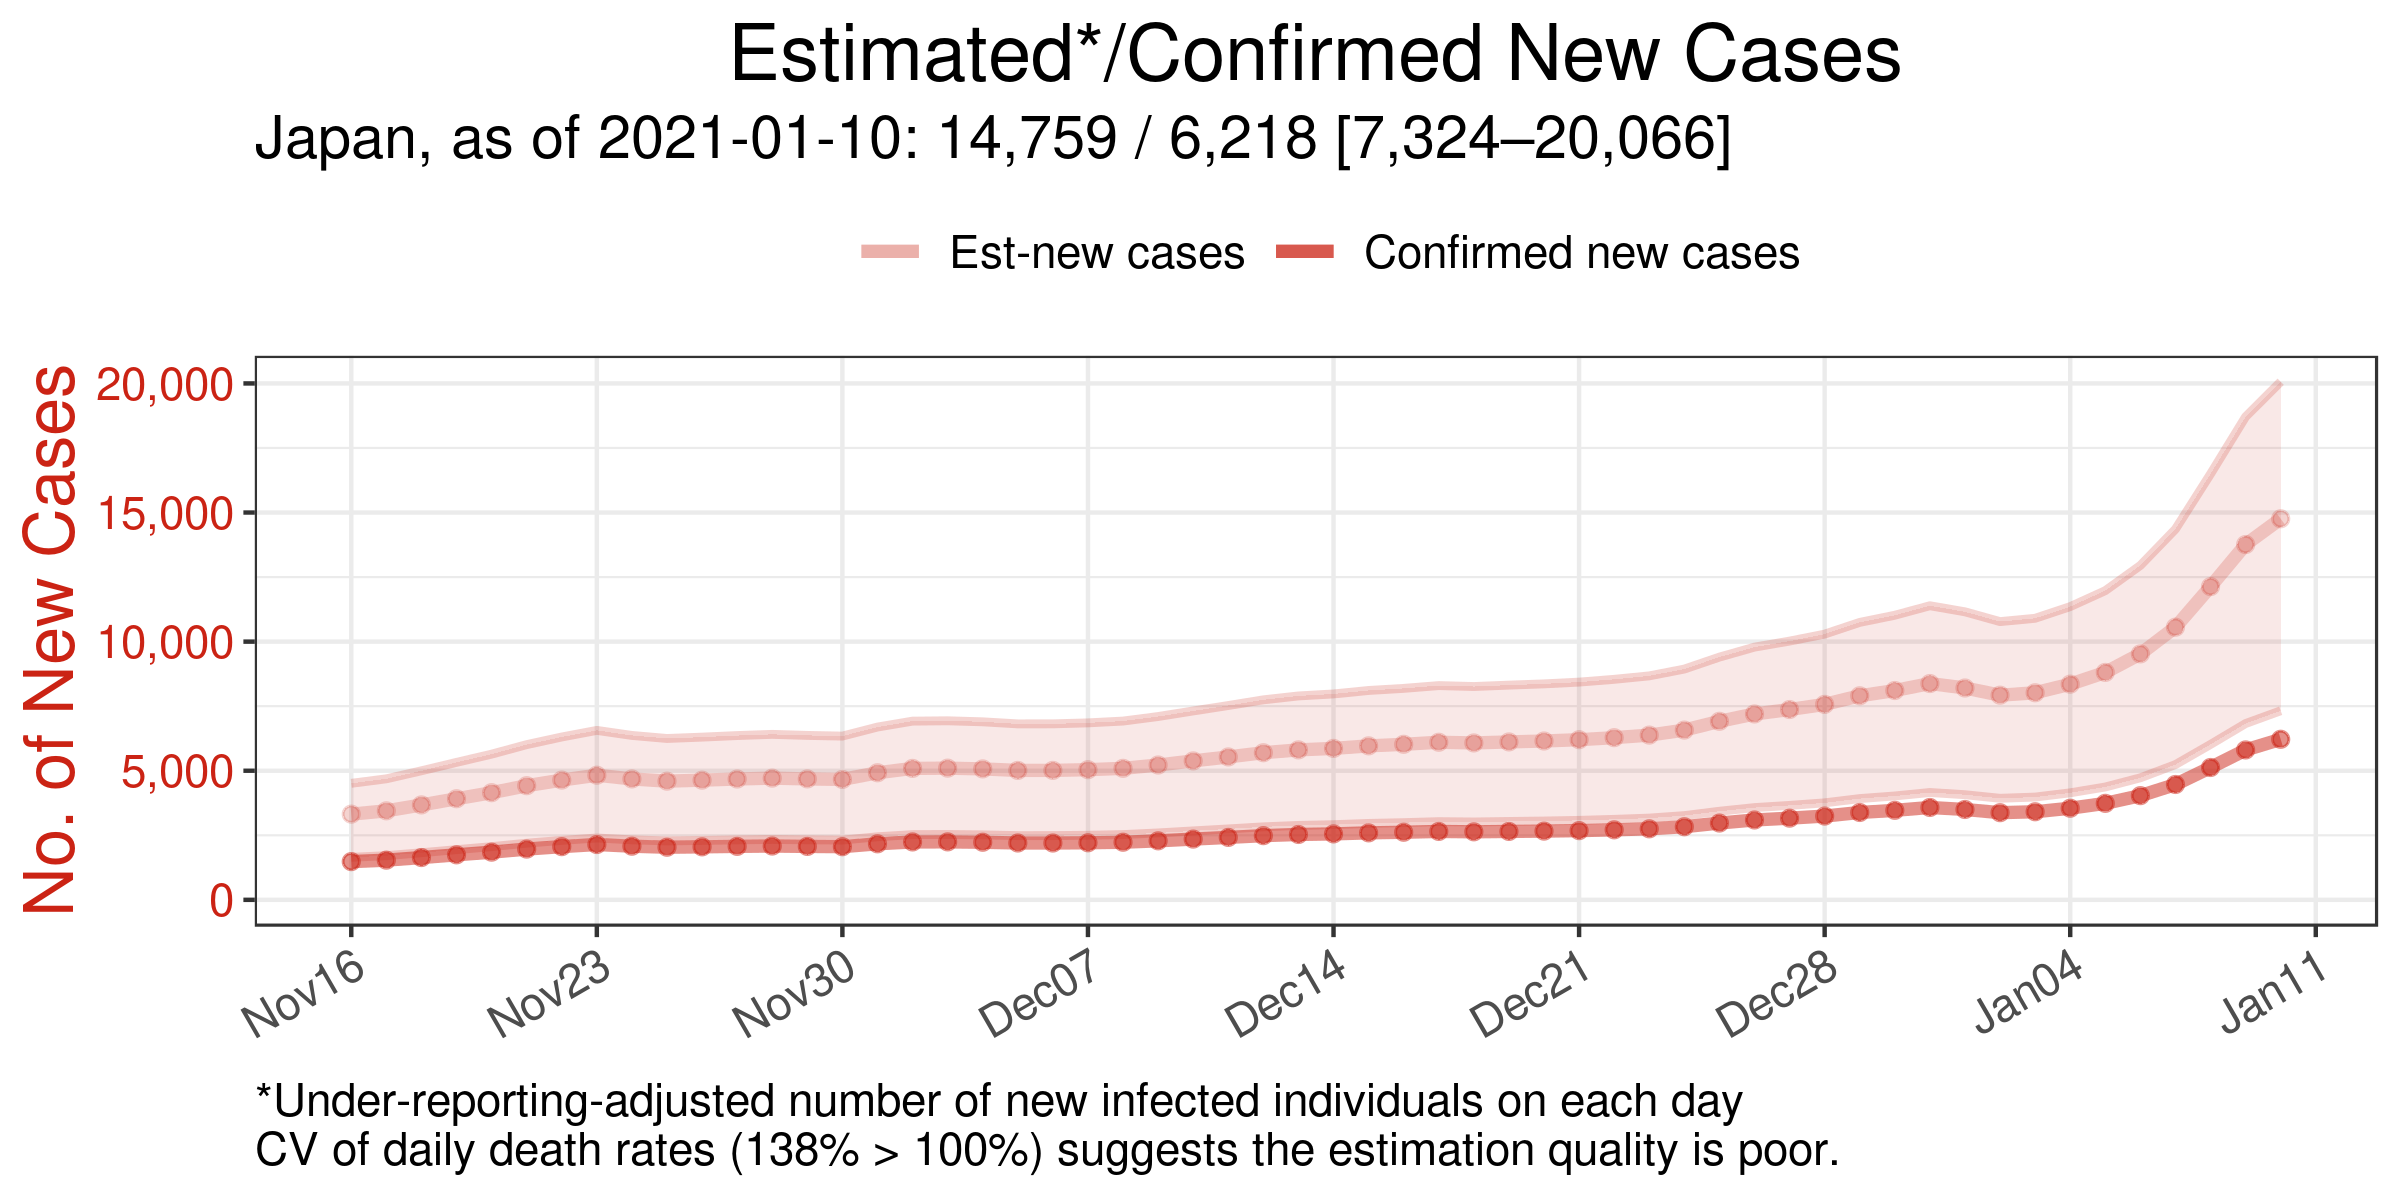 Estimated*/Confirmed New Cases
Japan, as of 2021-01-10: 14,759 / 6,218 [7,324–20,066]
Est-new cases
Confirmed new cases
No. of New Cases
20,000
15,000
10,000
5,000
0
Nov16
Nov23
Nov30
Dec07
Dec14
Dec21
Dec28
Jan04
Jan11
*Under-reporting-adjusted number of new infected individuals on each day
CV of daily death rates (138% > 100%) suggests the estimation quality is poor.